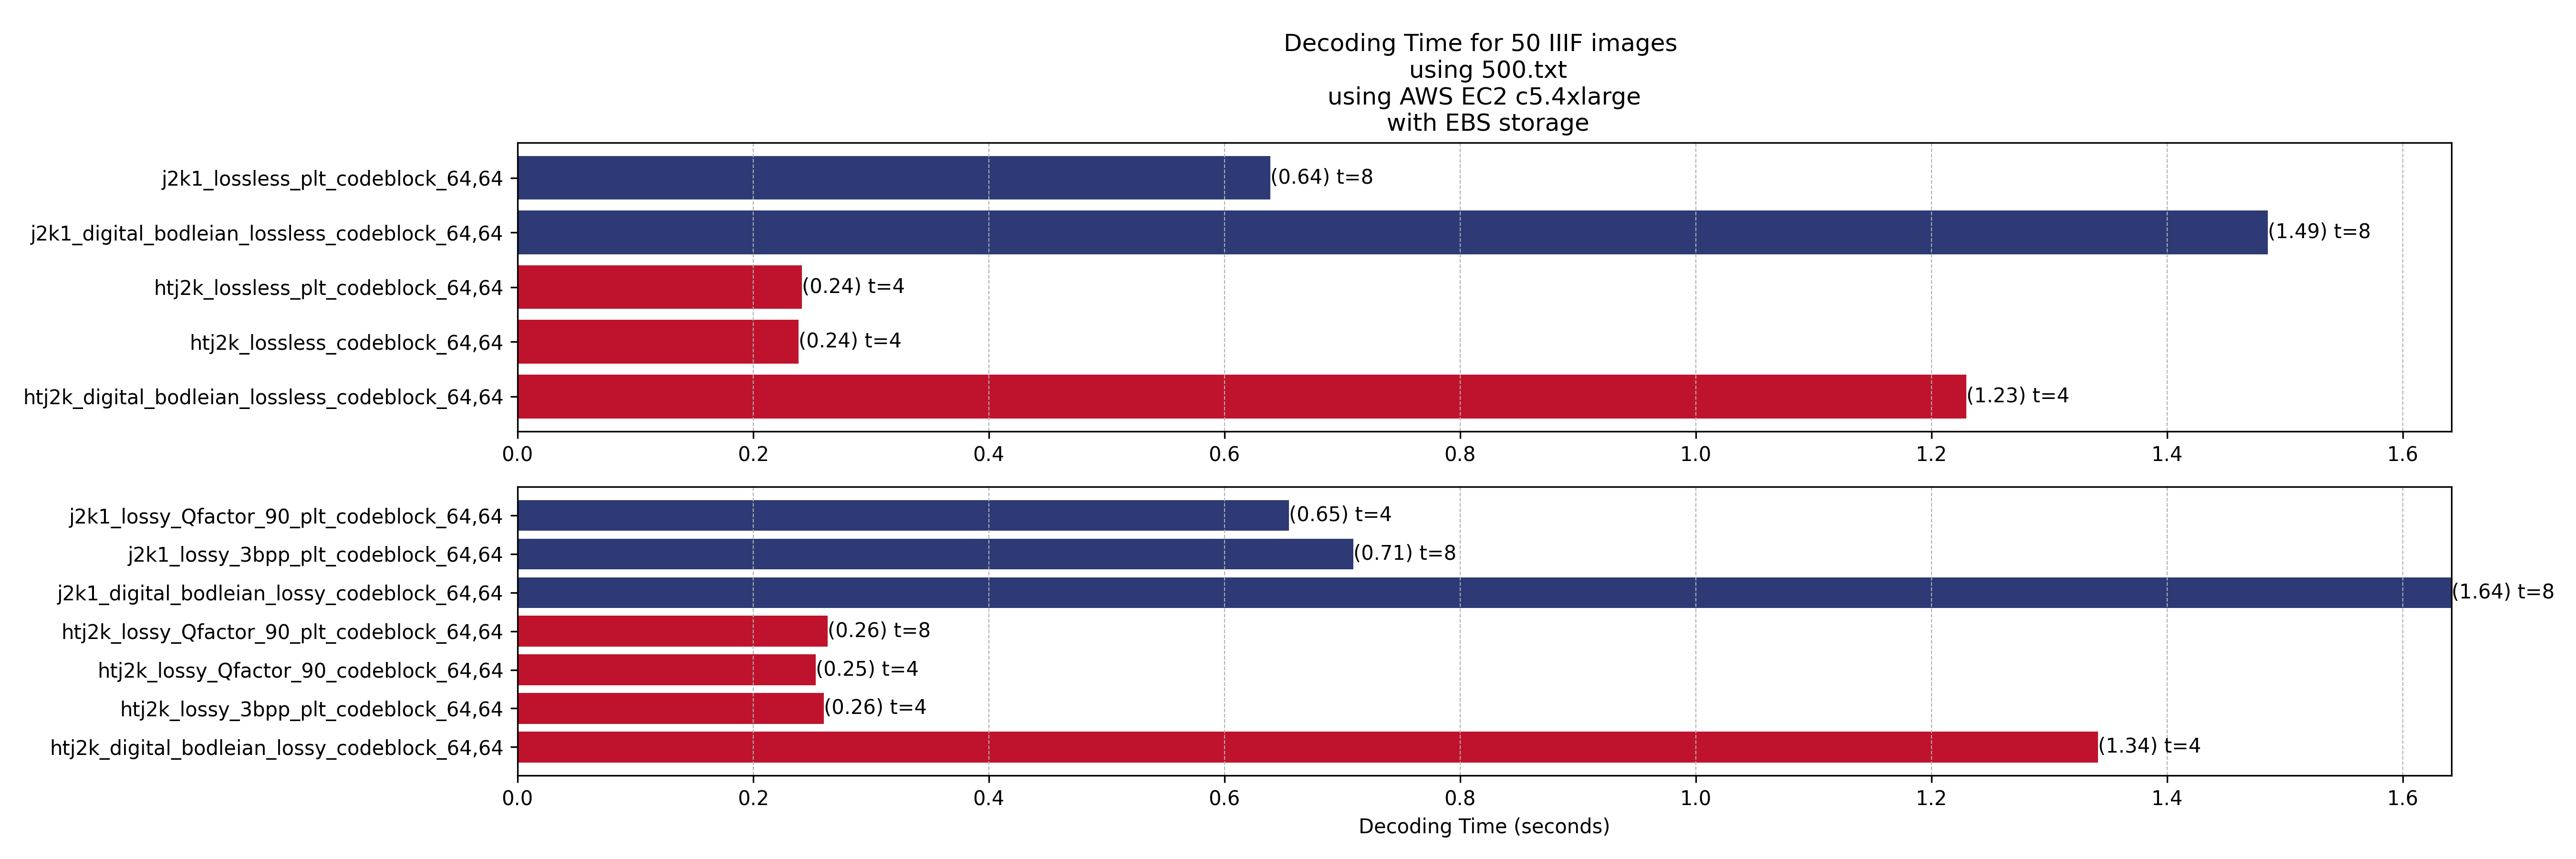 Decoding Time for 50 IIIF images
using 500.txt
using AWS EC2 c5.4xlarge
with EBS storage
j2k1_lossless_plt_codeblock_64,64
(0.64) t=8
j2k1_digital_bodleian_lossless_codeblock_64,64
(1.49) t=8
htj2k_lossless_plt_codeblock_64,64
(0.24) t=4
htj2k_lossless_codeblock_64,64
(0.24) t=4
htj2k_digital_bodleian_lossless_codeblock_64,64
(1.23) t=4
0.0 0.2 0.4 0.6 0.8 1.0 1.2 1.4 1.6
j2k1_lossy_Qfactor_90_plt_codeblock_64,64
(0.65) t=4
j2k1_lossy_3bpp_plt_codeblock_64,64
(0.71) t=8
j2k1_digital_bodleian_lossy_codeblock_64,64
(1.64) t=8
htj2k_lossy_Qfactor_90_plt_codeblock_64,64
(0.26) t=8
htj2k_lossy_Qfactor_90_codeblock_64,64
(0.25) t=4
htj2k_lossy_3bpp_plt_codeblock_64,64
(0.26) t=4
htj2k_digital_bodleian_lossy_codeblock_64,64
(1.34) t=4
0.0 0.2 0.4 0.6 0.8 1.0 1.2 1.4 1.6
Decoding Time (seconds)